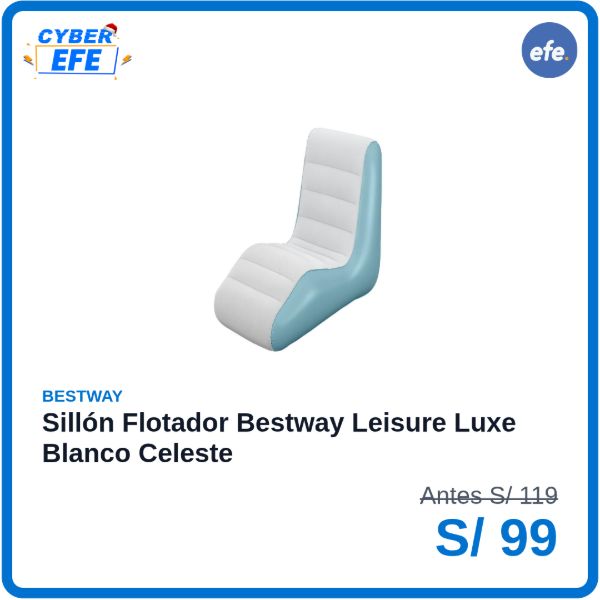 CYBER
EFE
efe.
BESTWAY
Sillón Flotador Bestway Leisure Luxe
Blanco Celeste
Antes S/ 119
S/ 99